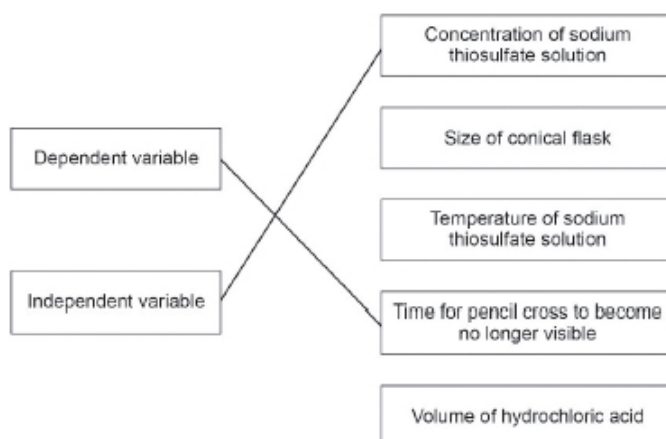 Concentration of sodium
thiosulfate solution
Dependent variable
Size of conical flask
Temperature of sodium
thiosulfate solution
Independent variable
Time for pencil cross to become
no longer visible
Volume of hydrochloric acid